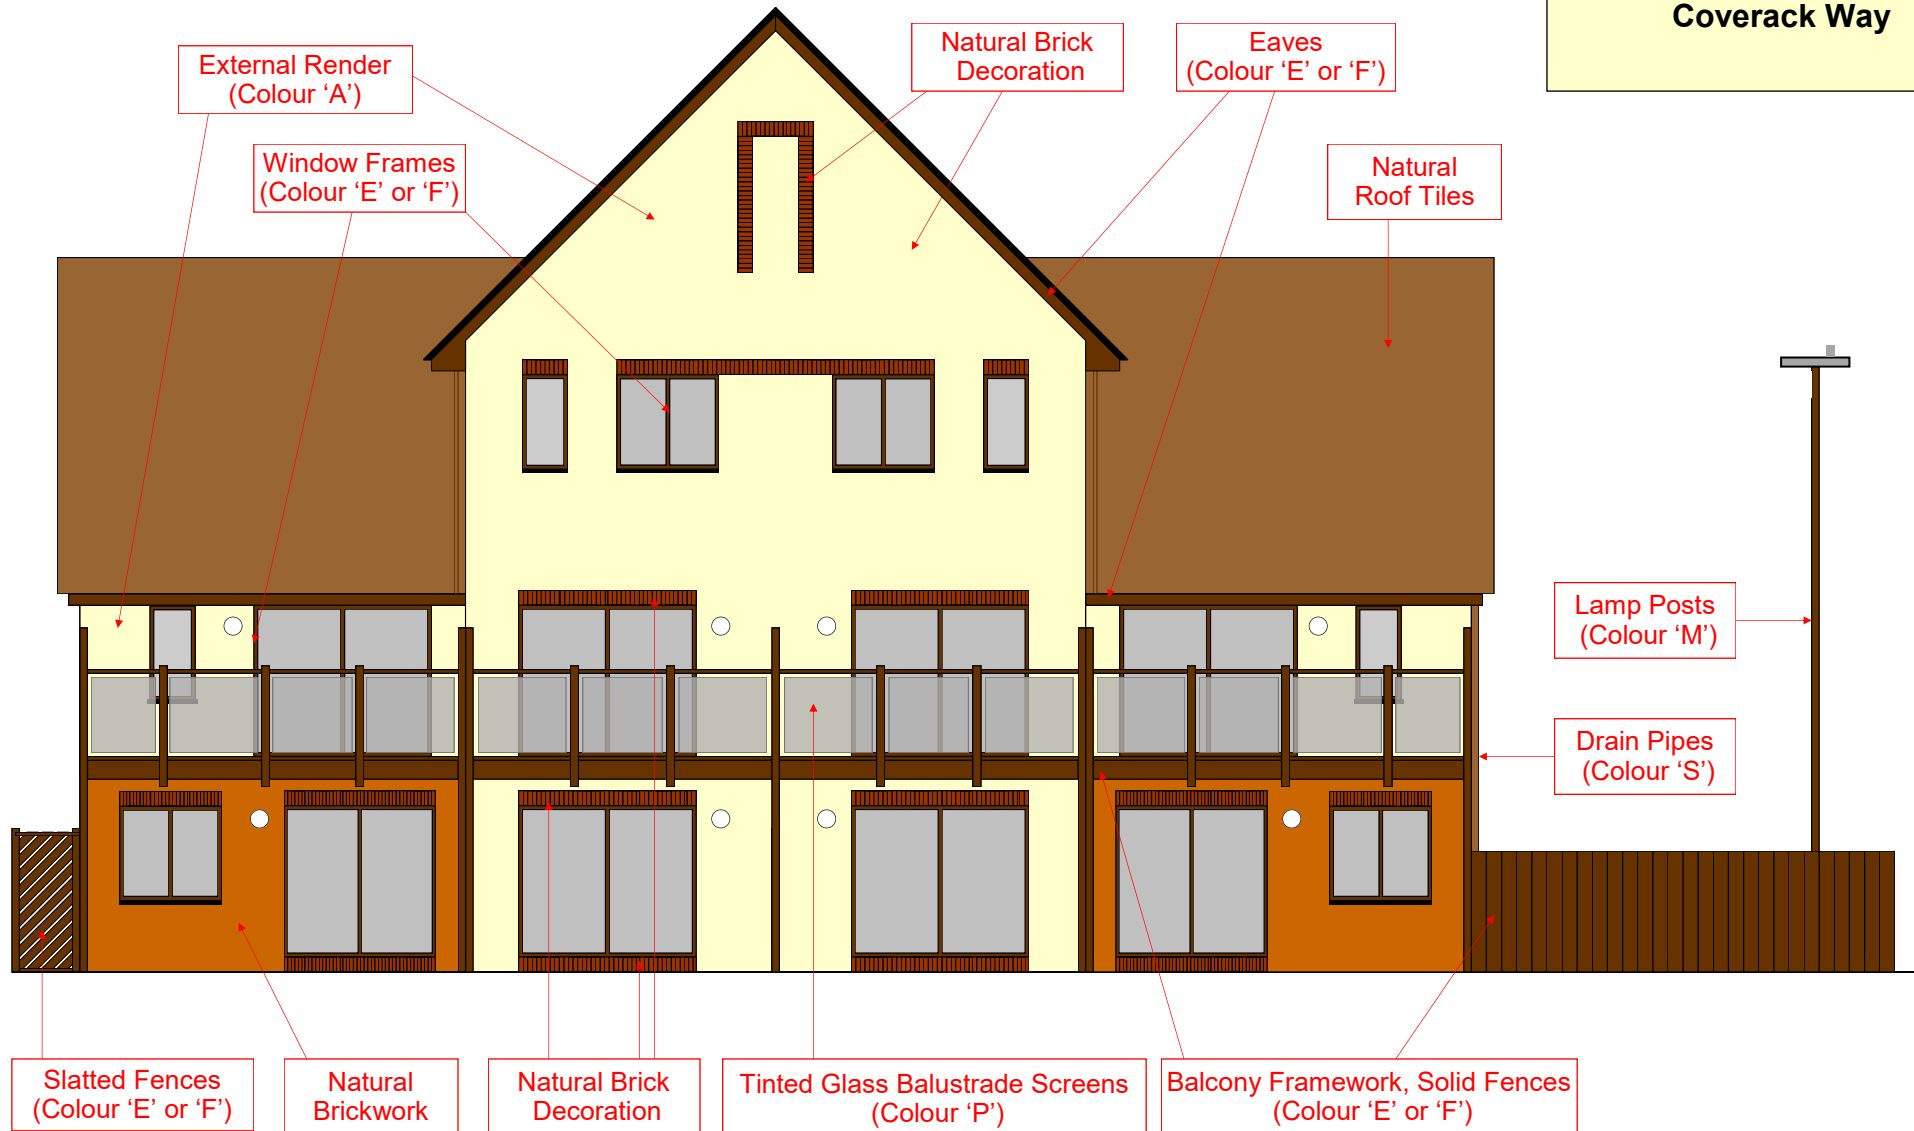 Coverack Way
External Render
(Colour ‘A’)
Natural Brick
Decoration
Eaves
(Colour ‘E’ or ‘F’)
Window Frames
(Colour ‘E’ or ‘F’)
Natural
Roof Tiles
Lamp Posts
(Colour ‘M’)
Drain Pipes
(Colour ‘S’)
Slatted Fences
(Colour ‘E’ or ‘F’)
Natural
Brickwork
Natural Brick
Decoration
Tinted Glass Balustrade Screens
(Colour ‘P’)
Balcony Framework, Solid Fences
(Colour ‘E’ or ‘F’)